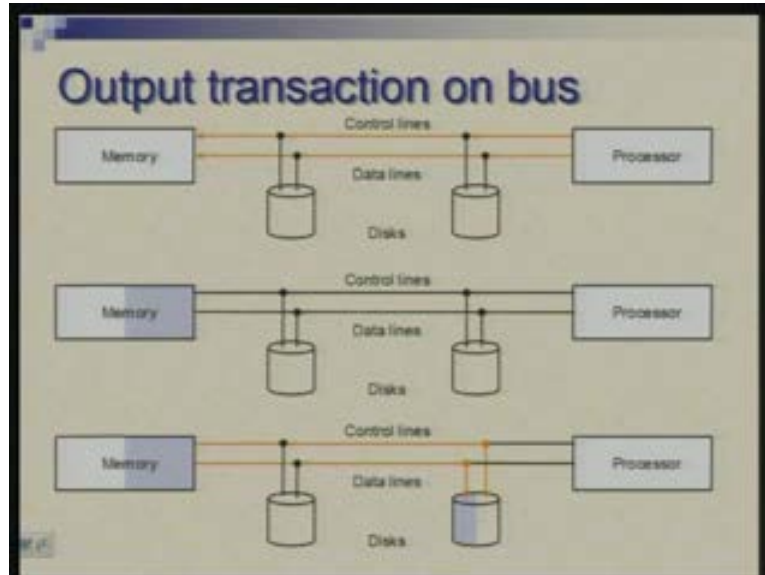 Output transaction on bus
Control lines
Memory
Processor
Data lines
Disks
Control lines
Memory
Processor
Data lines
Disks
Control lines
Memory
Processor
Data lines
Disks